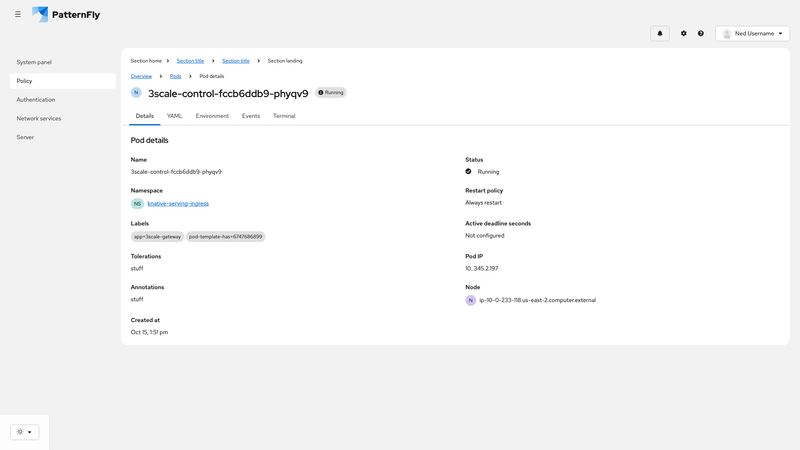 PatternFly
Ned Username
System panel
Policy
Authentication
Network services
Server
Section home Section title Section title Section landing
Overview Pods Pod details
N 3scale-control-fccb6ddb9-phyqv9 Running
Details YAML Environment Events Terminal
Pod details
Name
3scale-control-fccb6ddb9-phyqv9
Namespace
NS knative-serving-ingress
Labels
app=3scale-gateway pod-template-has=6747686899
Tolerations
stuff
Annotations
stuff
Created at
Oct 15, 1:51 pm
Status
Running
Restart policy
Always restart
Active deadline seconds
Not configured
Pod IP
10..345.2.197
Node
N ip-10-0-233-118.us-east-2.computer.external